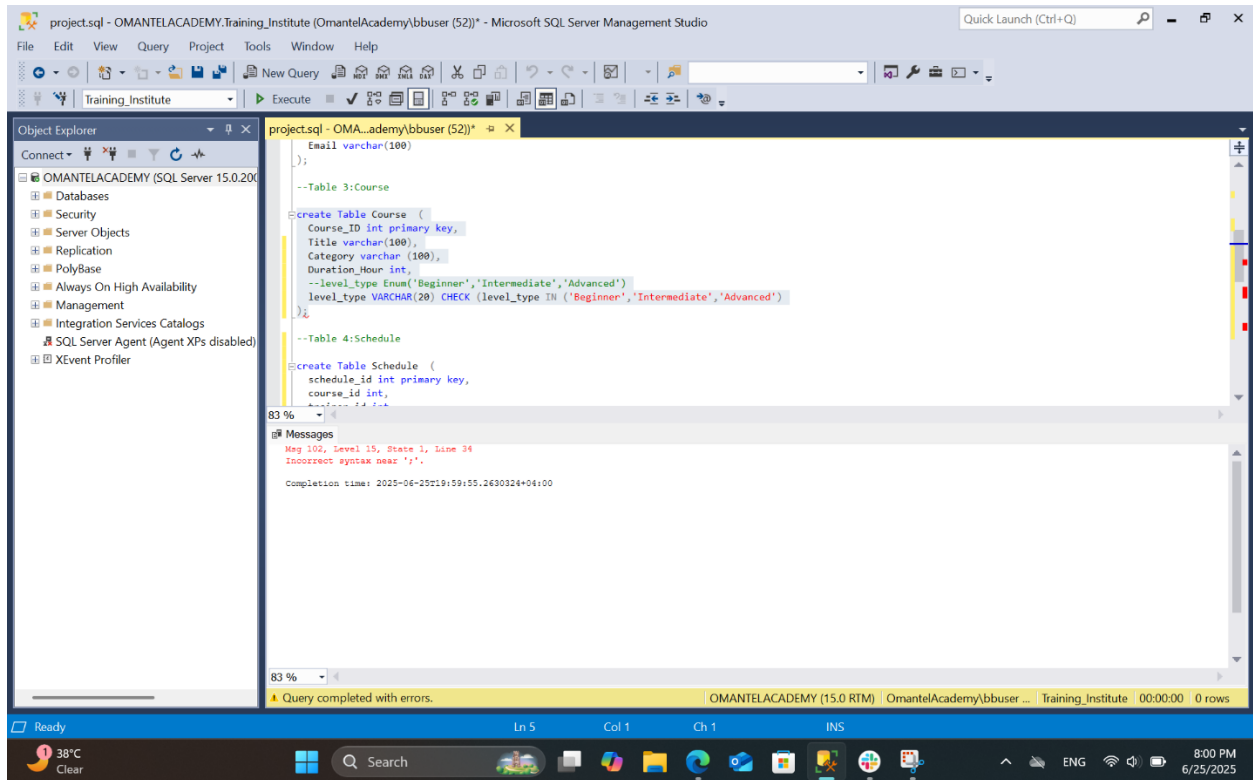 project.sql - OMANTELACADEMY.Training_Institute (OmantelAcademy\bbuser (52))* - Microsoft SQL Server Management Studio
Quick Launch (Ctrl+Q)
File Edit View Query Project Tools Window Help
New Query
Training_Institute
Execute
Object Explorer
Connect
OMANTELACADEMY (SQL Server 15.0.200
Databases
Security
Server Objects
Replication
PolyBase
Always On High Availability
Management
Integration Services Catalogs
SQL Server Agent (Agent XPs disabled)
XEvent Profiler
project.sql - OMA...ademy\bbuser (52))*
Email varchar(100)
);
--Table 3:Course
create Table Course (
Course_ID int primary key,
Title varchar(100),
Category varchar (100),
Duration_Hour int,
--level_type Enum('Beginner','Intermediate','Advanced')
level_type VARCHAR(20) CHECK (level_type IN ('Beginner','Intermediate','Advanced')
);
--Table 4:Schedule
create Table Schedule (
schedule_id int primary key,
course_id int,
83 %
Messages
Msg 102, Level 15, State 1, Line 34
Incorrect syntax near ';'.
Completion time: 2025-06-25T19:59:55.2630324+04:00
83 %
Query completed with errors.
OMANTELACADEMY (15.0 RTM) OmantelAcademy\bbuser ... Training_Institute 00:00:00 0 rows
Ready Ln 5 Col 1 Ch 1 INS
1
38°C
Clear
Search
ENG
8:00 PM
6/25/2025